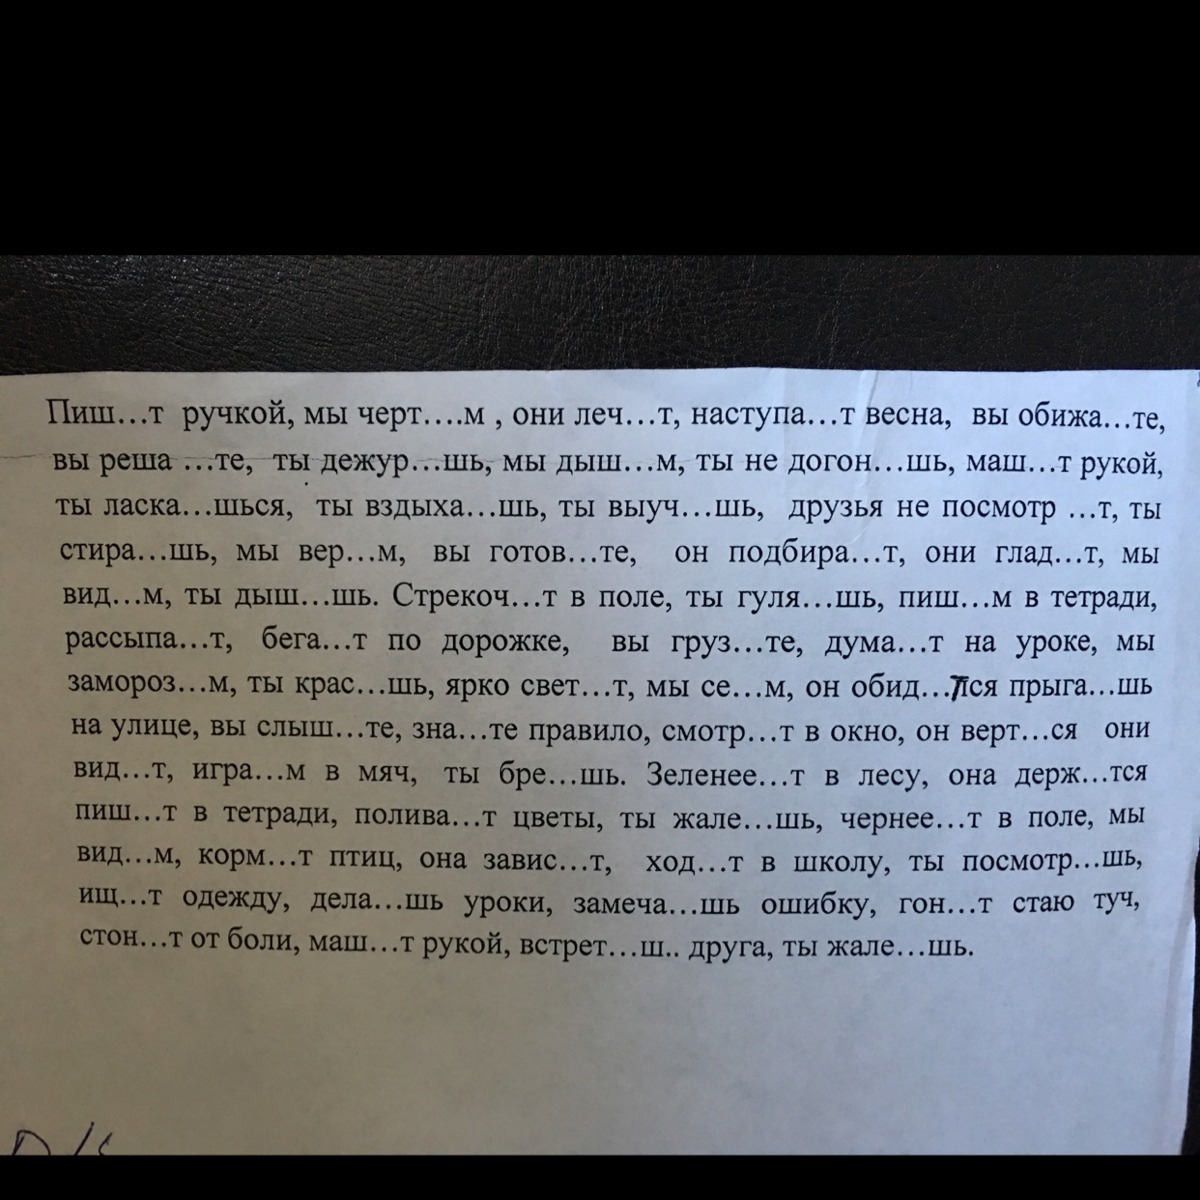 Пиш...т ручкой, мы черт....м , они леч...т, наступа...т весна, вы обижа...те,
вы реша ...те, ты дежур...шь, мы дыш...м, ты не догон...шь, маш...т рукой,
ты ласка...шься, ты вздыха...шь, ты выуч...шь, друзья не посмотр ...т, ты
стира...шь, мы вер...м, вы готов...те, он подбира...т, они глад...т, мы
вид...м, ты дыш...шь. Стрекоч...т в поле, ты гуля...шь, пиш...м в тетради,
рассыпа...т, бега...т по дорожке, вы груз...те, дума...т на уроке, мы
замороз...м, ты крас...шь, ярко свет...т, мы се...м, он обид...лся прыга...шь
на улице, вы слыш...те, зна...те правило, смотр...т в окно, он верт...ся они
вид...т, игра...м в мяч, ты бре...шь. Зеленее...т в лесу, она держ...тся
пиш...т в тетради, полива...т цветы, ты жале...шь, чернее...т в поле, мы
вид...м, корм...т птиц, она завис...т, ход...т в школу, ты посмотр...шь,
ищ...т одежду, дела...шь уроки, замеча...шь ошибку, гон...т стаю туч,
стон...т от боли, маш...т рукой, встрет...ш.. друга, ты жале...шь.